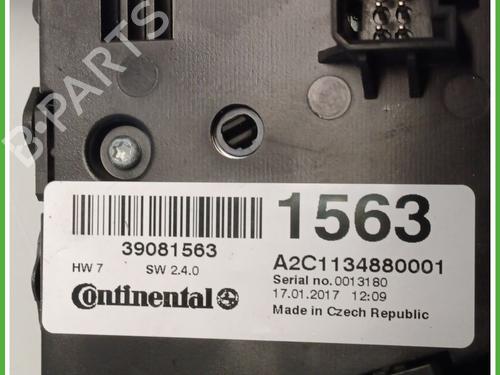 B-PARTS
39081563
1563
HW 7 SW 2.4.0
A2C1134880001
Serial no.0013180
17.01.2017 12:09
Continental
Made in Czech Republic